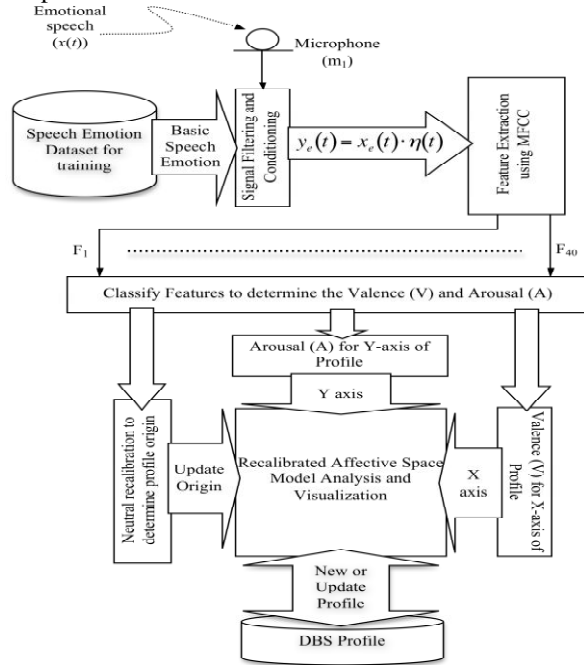 Emotional
speech
(x(t))
Microphone
(m₁)
Speech Emotion
Dataset for
training
Basic
Speech
Emotion
Signal Filtering and
Conditioning
yₑ(t) = xₑ(t)·η(t)
Feature Extraction
using MFCC
F₁
F₄₀
Classify Features to determine the Valence (V) and Arousal (A)
Arousal (A) for Y-axis of
Profile
Y axis
Neutral recalibration to
determine profile origin
Update
Origin
Recalibrated Affective Space
Model Analysis and
Visualization
X
axis
Valence (V) for X-axis of
Profile
New or
Update
Profile
DBS Profile